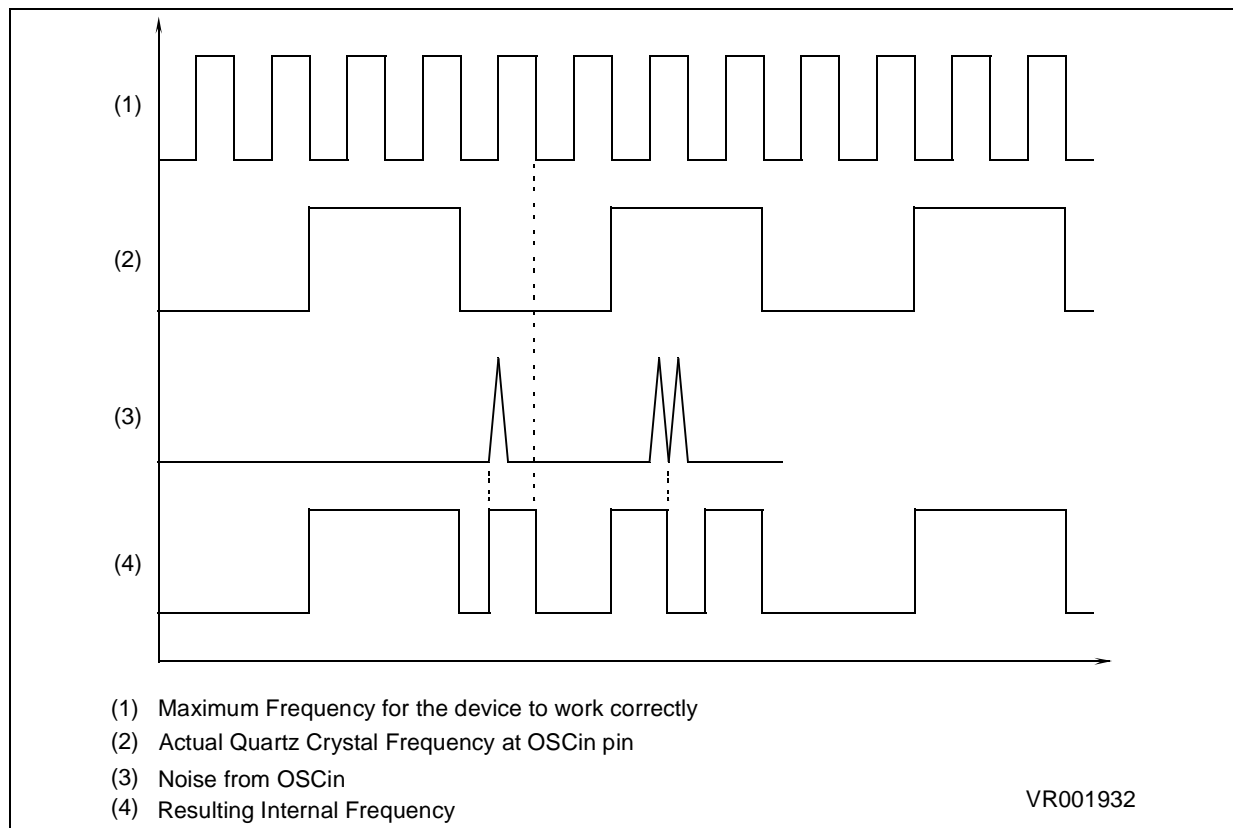 (1)
(2)
(3)
(4)
(1) Maximum Frequency for the device to work correctly
(2) Actual Quartz Crystal Frequency at OSCin pin
(3) Noise from OSCin
(4) Resulting Internal Frequency
VR001932